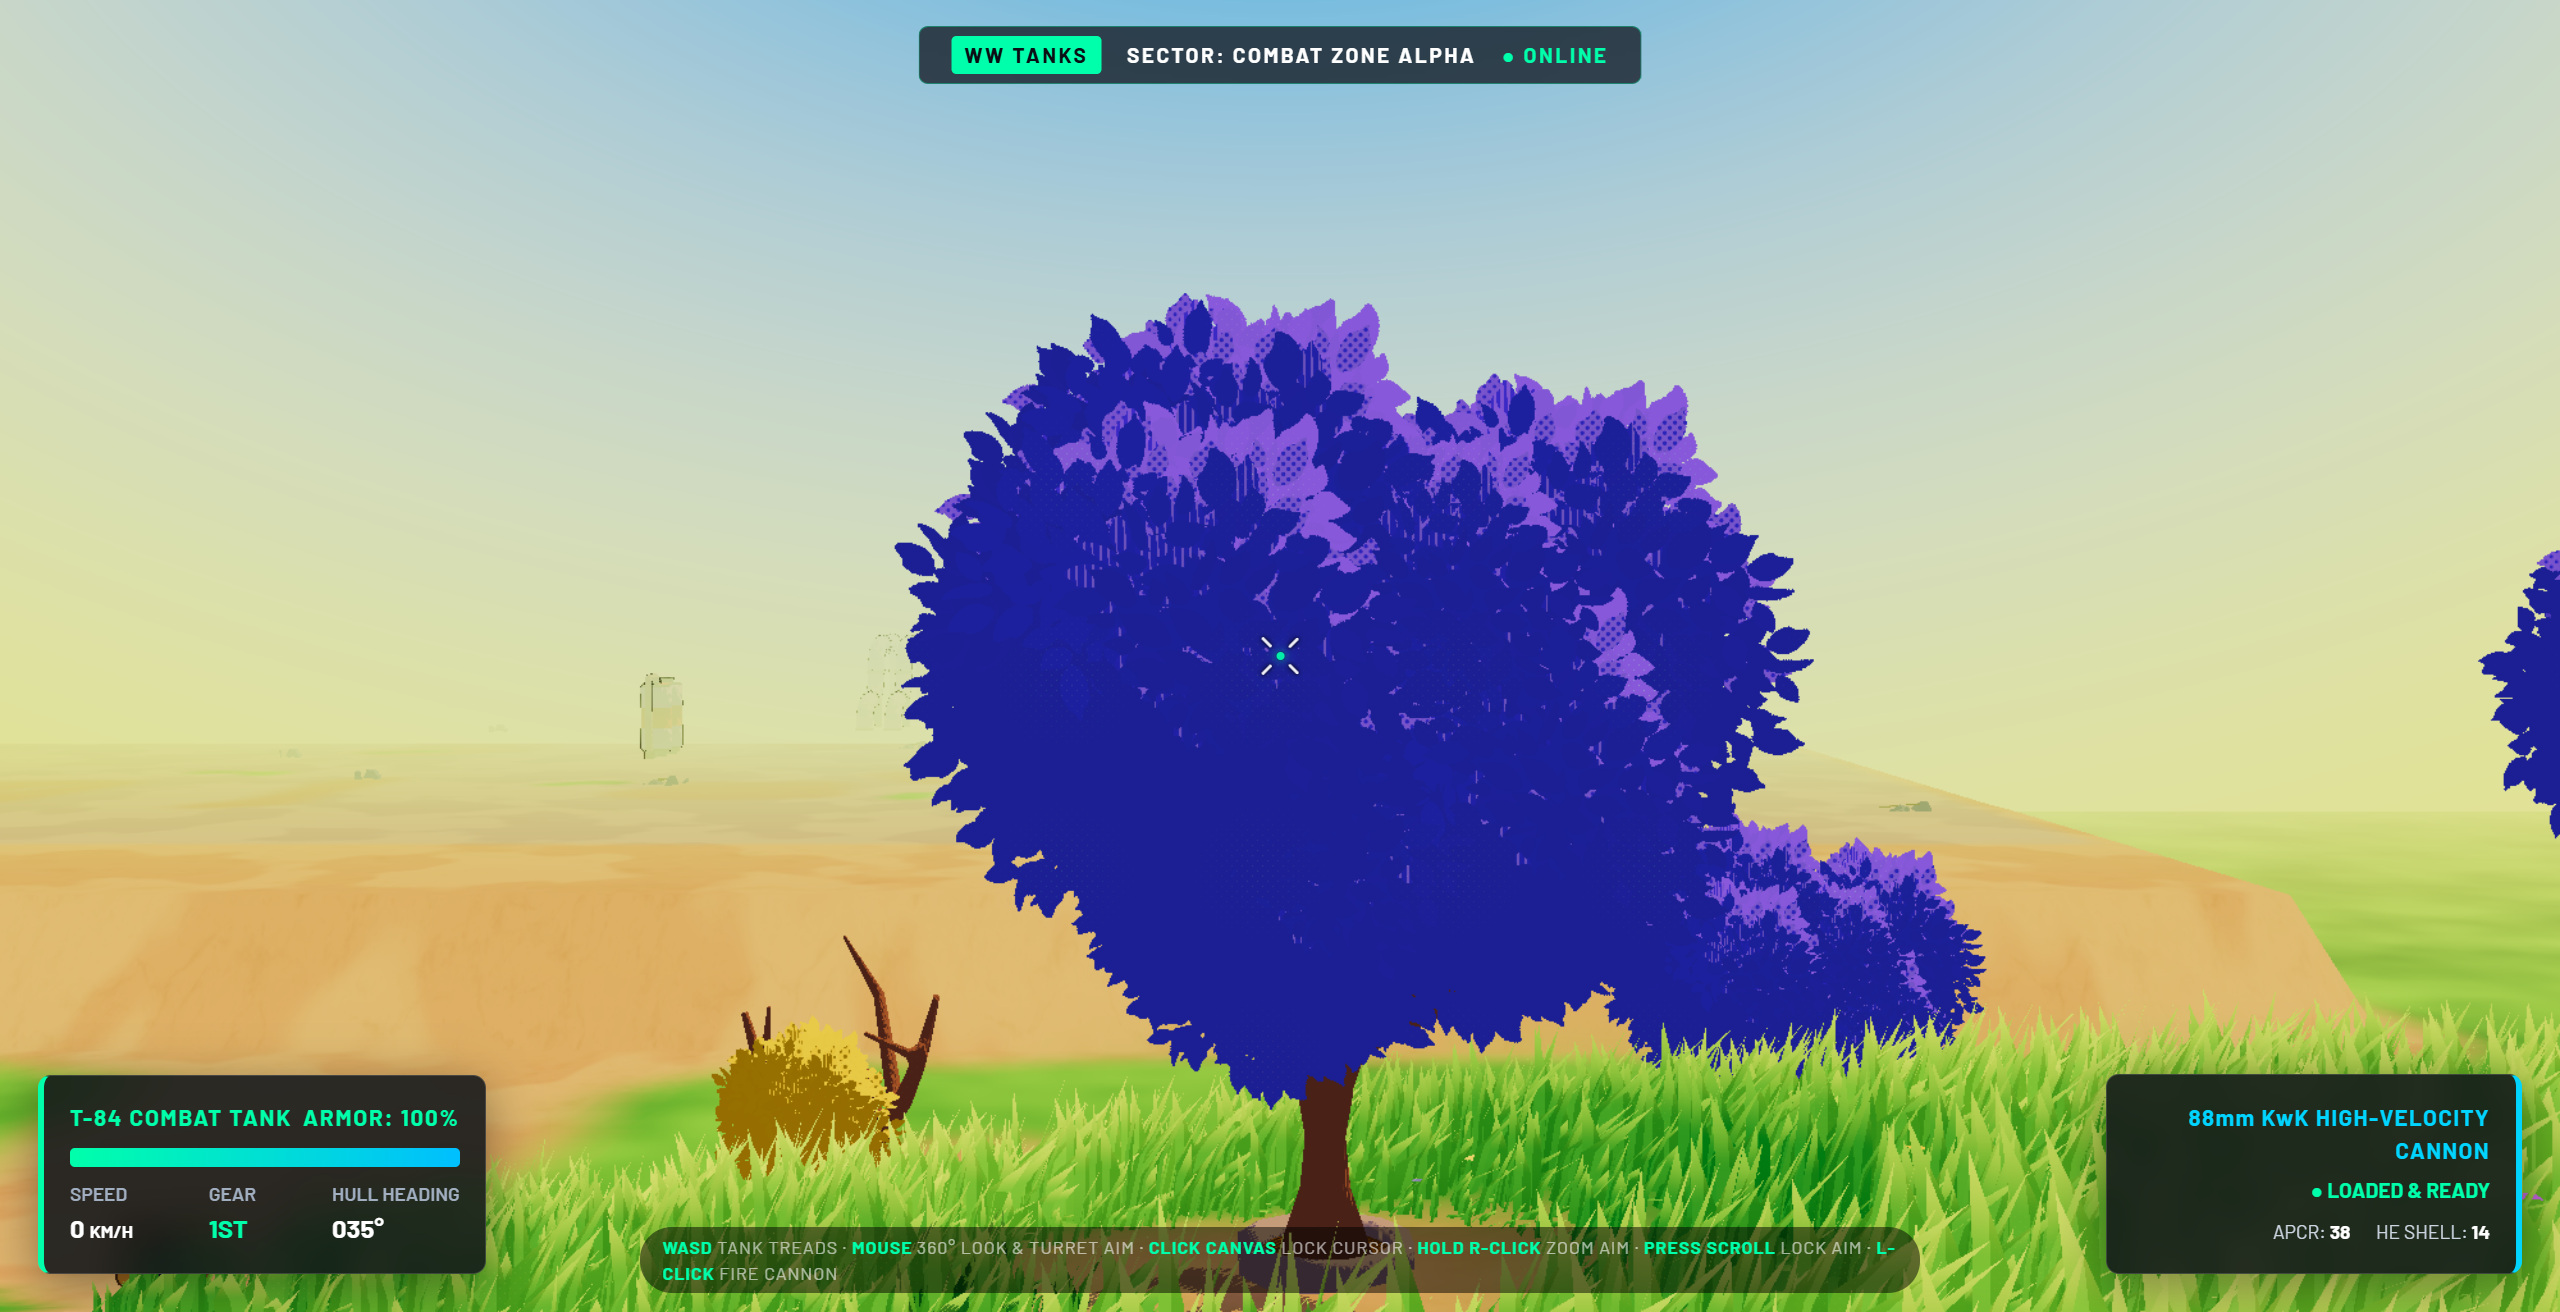 WW TANKS SECTOR: COMBAT ZONE ALPHA ● ONLINE
T-84 COMBAT TANK ARMOR: 100%
SPEED GEAR HULL HEADING
0 KM/H 1ST 035°
WASD TANK TREADS · MOUSE 360° LOOK & TURRET AIM · CLICK CANVAS LOCK CURSOR · HOLD R-CLICK ZOOM AIM · PRESS SCROLL LOCK AIM · L-
CLICK FIRE CANNON
88mm KwK HIGH-VELOCITY
CANNON
● LOADED & READY
APCR: 38 HE SHELL: 14